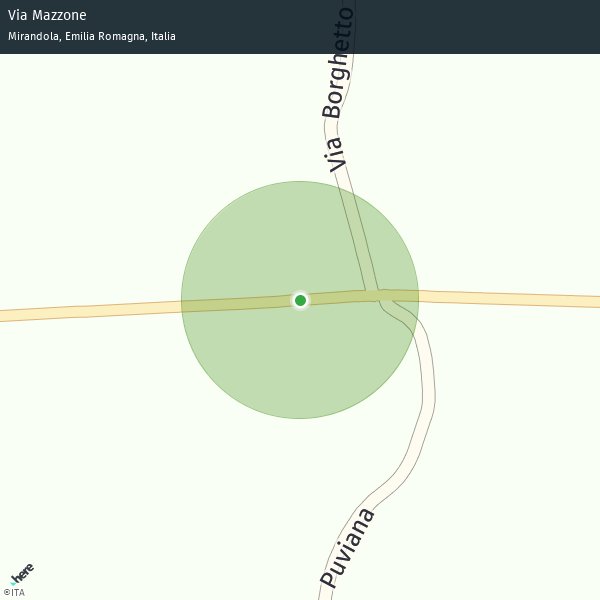 Via Mazzone
Mirandola, Emilia Romagna, Italia
Via Borghetto
Puviana
here
©ITA